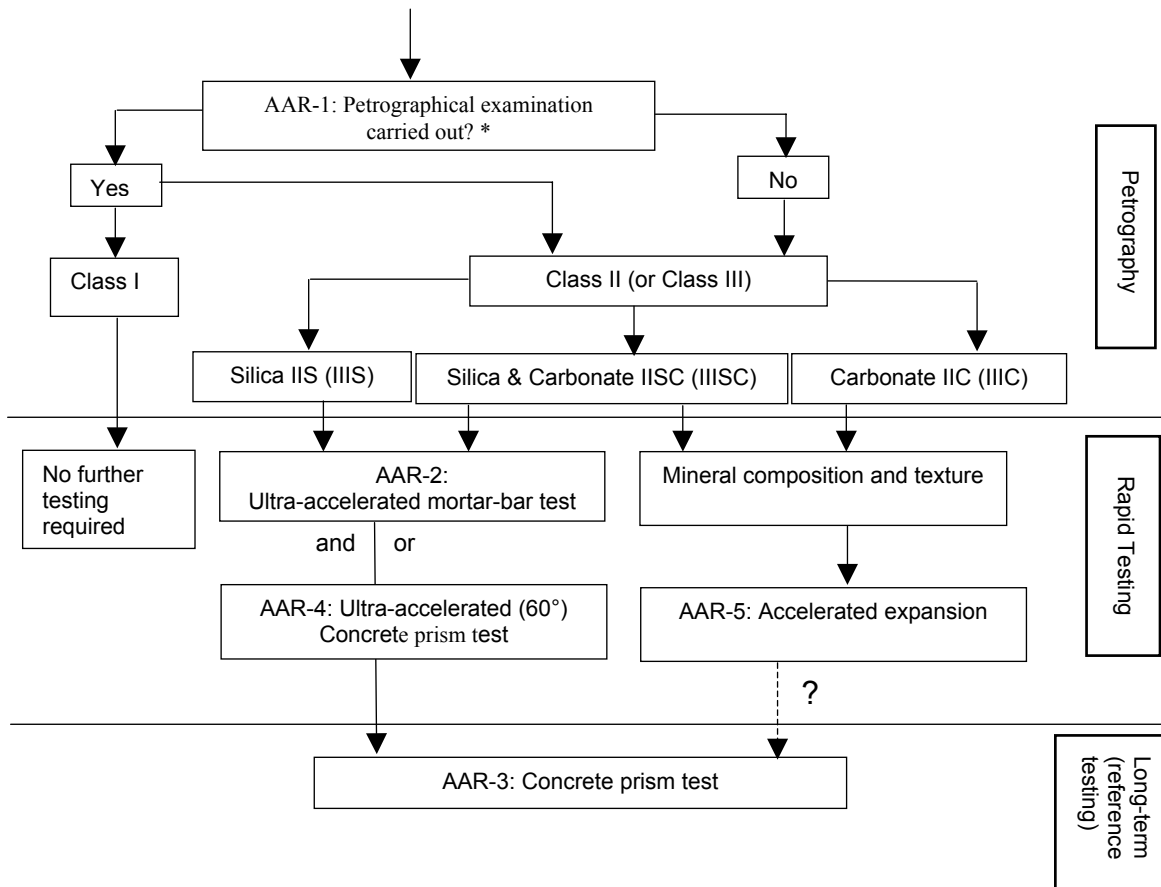 AAR-1: Petrographical examination
carried out? *
Yes
No
Class I
Class II (or Class III)
Silica IIS (IIIS)
Silica & Carbonate IISC (IIISC)
Carbonate IIC (IIIC)
Petrography
No further
testing
required
AAR-2:
Ultra-accelerated mortar-bar test
Mineral composition and texture
and or
AAR-4: Ultra-accelerated (60°)
Concrete prism test
AAR-5: Accelerated expansion
Rapid Testing
?
AAR-3: Concrete prism test
Long-term
(reference
testing)